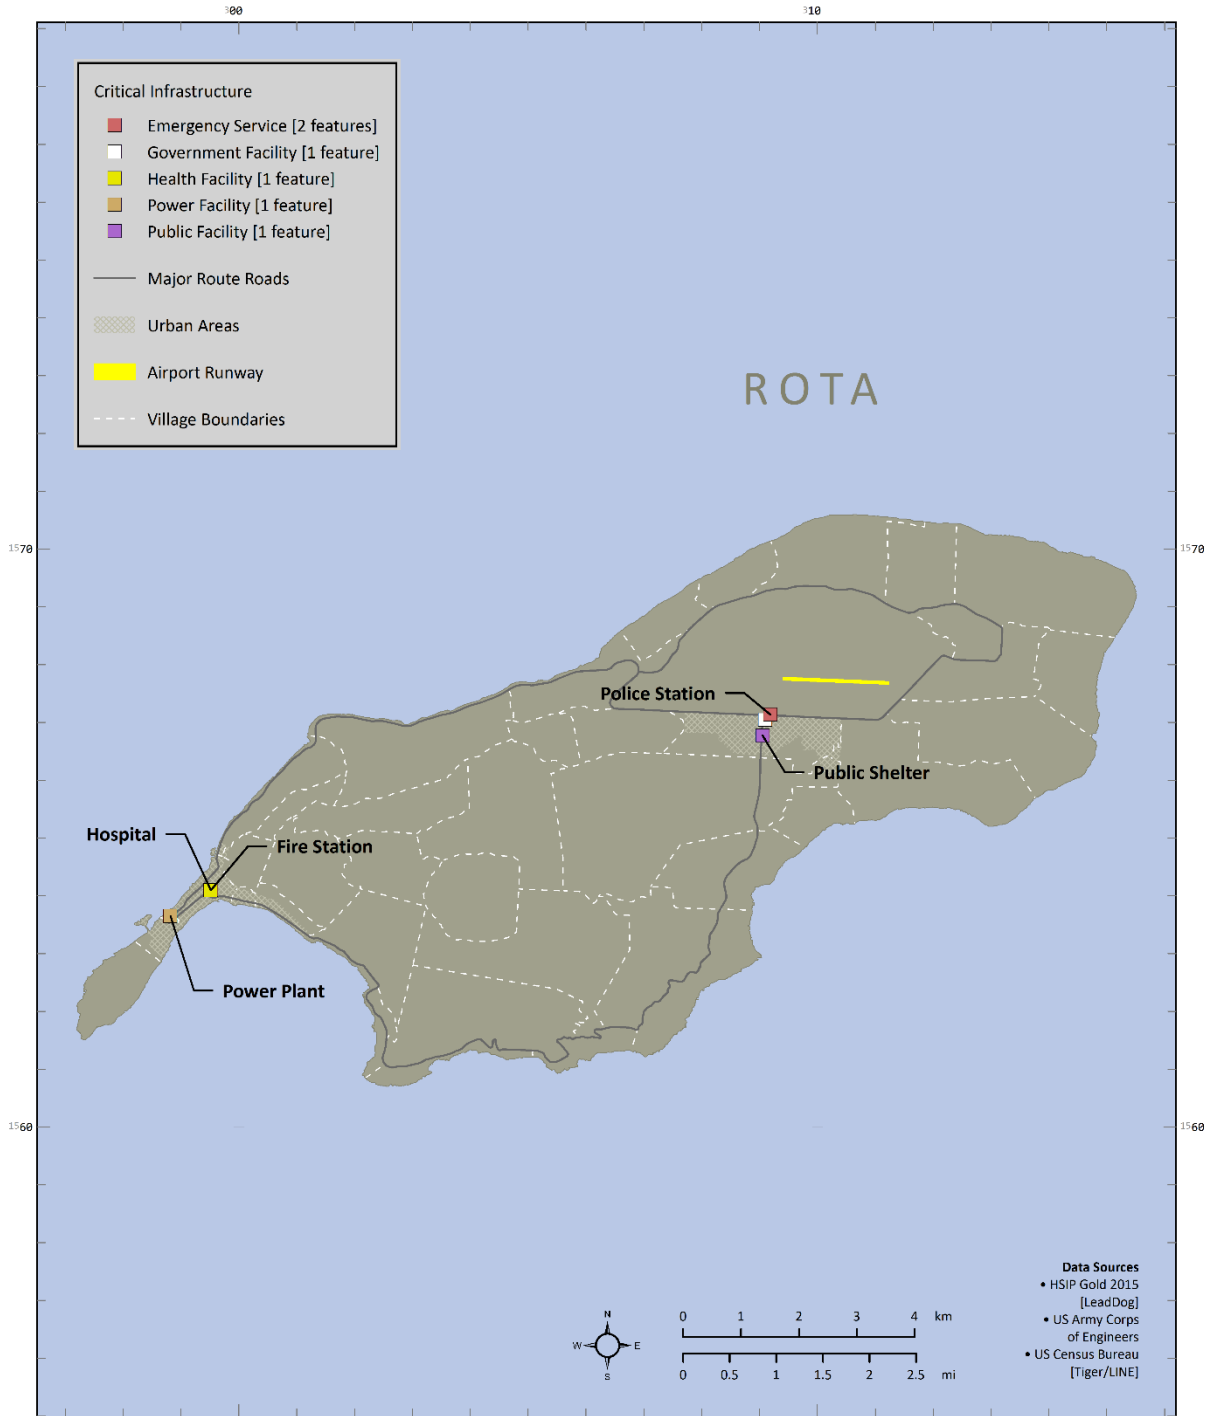 300 310
Critical Infrastructure
Emergency Service [2 features]
Government Facility [1 feature]
Health Facility [1 feature]
Power Facility [1 feature]
Public Facility [1 feature]
Major Route Roads
Urban Areas
Airport Runway
Village Boundaries
ROTA
1570 1570
Police Station
Public Shelter
Hospital
Fire Station
Power Plant
1560 1560
Data Sources
• HSIP Gold 2015
[LeadDog]
• US Army Corps
of Engineers
• US Census Bureau
[Tiger/LINE]
N
W E
S
0 1 2 3 4 km
0 0.5 1 1.5 2 2.5 mi